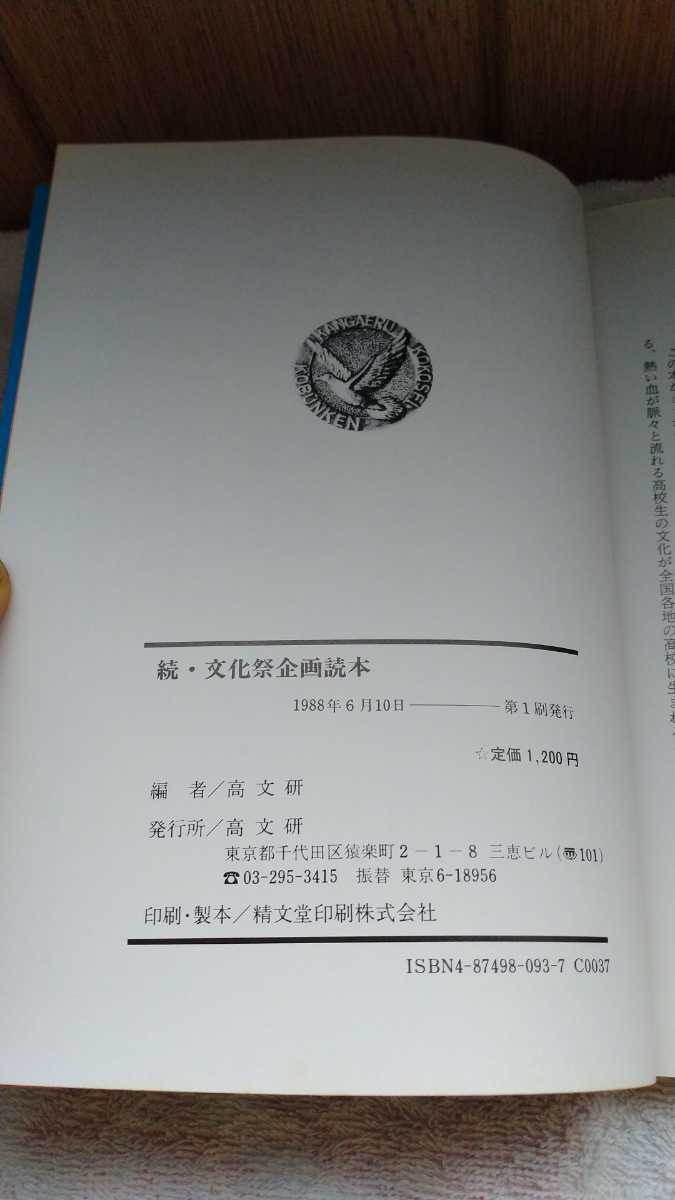 KANGAERU KOKOSEI
KOBUNKEN
続・文化祭企画読本
1988年6月10日――――第1刷発行
☆定価1,200円
編 者／高文研
発行所／高文研
東京都千代田区猿楽町2－1－8 三恵ビル(〠101)
☎03-295-3415 振替 東京6-18956
印刷・製本／精文堂印刷株式会社
ISBN4-87498-093-7 C0037
る、熱い血が脈々と流れる高校生の文化が全国各地の高校に生まれ